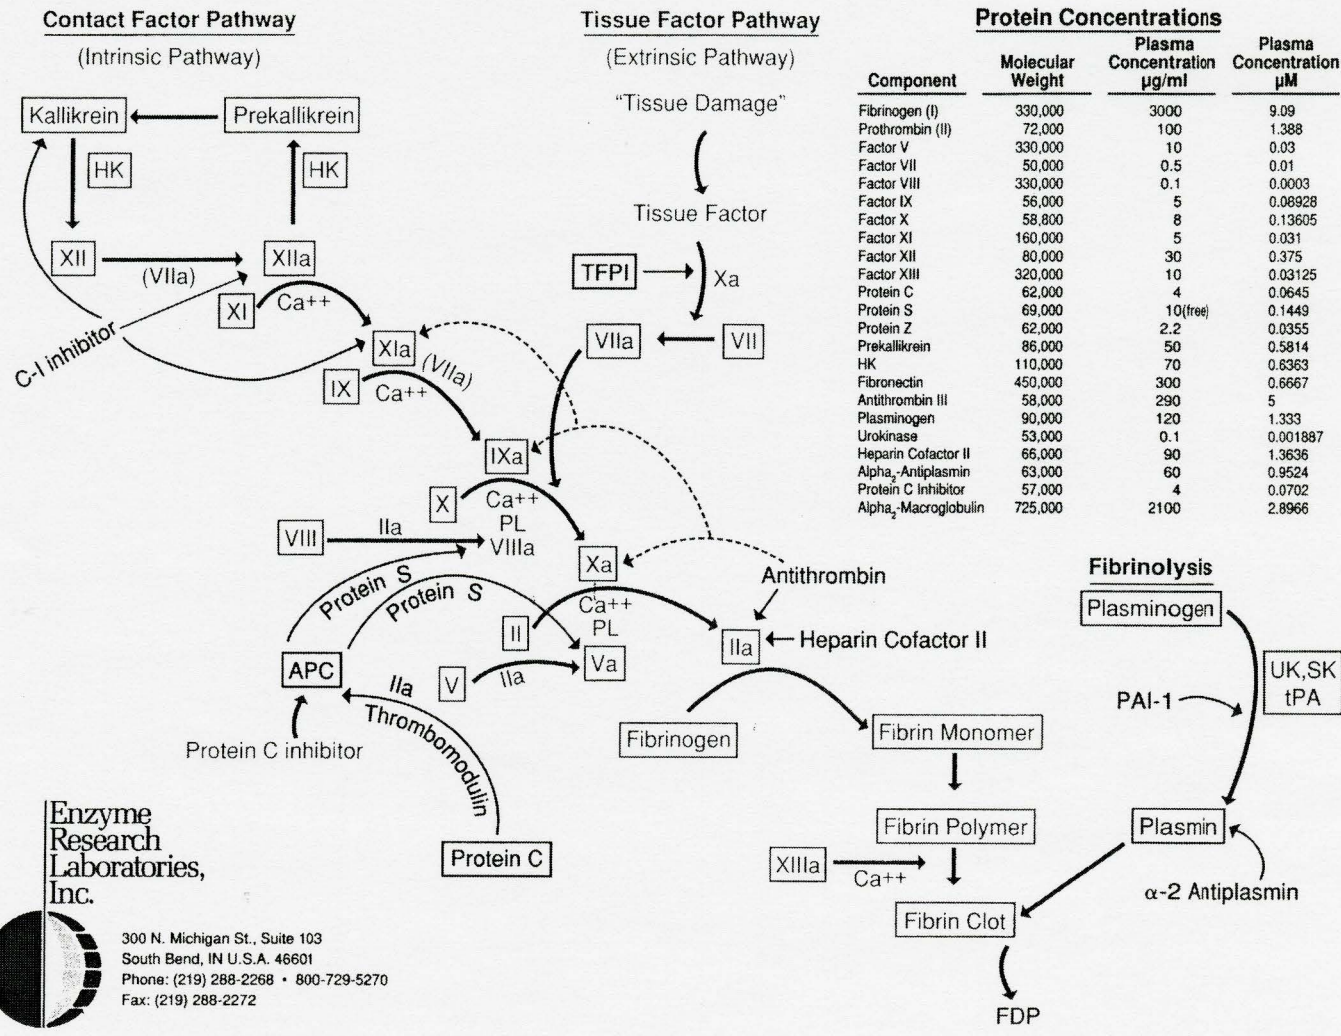 Contact Factor Pathway
(Intrinsic Pathway)
Kallikrein
Prekallikrein
HK
HK
XII
(VIIa)
XIIa
XI
Ca++
C-I inhibitor
XIa
(VIIa)
IX
Ca++
IXa
X
Ca++
PL
VIII
IIa
VIIIa
Tissue Factor Pathway
(Extrinsic Pathway)
"Tissue Damage"
Tissue Factor
TFPI
Xa
VIIa
VII
Xa
Ca++
PL
II
Protein S
Protein S
APC
V
IIa
Va
IIa
Thrombomodulin
Protein C inhibitor
Protein C
Antithrombin
IIa
Heparin Cofactor II
Fibrinogen
Fibrin Monomer
Fibrin Polymer
XIIIa
Ca++
Fibrin Clot
FDP
Protein Concentrations
Component Molecular Weight Plasma Concentration µg/ml Plasma Concentration µM
Fibrinogen (I) 330,000 3000 9.09
Prothrombin (II) 72,000 100 1.388
Factor V 330,000 10 0.03
Factor VII 50,000 0.5 0.01
Factor VIII 330,000 0.1 0.0003
Factor IX 56,000 5 0.08928
Factor X 58,800 8 0.13605
Factor XI 160,000 5 0.031
Factor XII 80,000 30 0.375
Factor XIII 320,000 10 0.03125
Protein C 62,000 4 0.0645
Protein S 69,000 10(free) 0.1449
Protein Z 62,000 2.2 0.0355
Prekallikrein 86,000 50 0.5814
HK 110,000 70 0.6363
Fibronectin 450,000 300 0.6667
Antithrombin III 58,000 290 5
Plasminogen 90,000 120 1.333
Urokinase 53,000 0.1 0.001887
Heparin Cofactor II 66,000 90 1.3636
Alpha₂-Antiplasmin 63,000 60 0.9524
Protein C Inhibitor 57,000 4 0.0702
Alpha₂-Macroglobulin 725,000 2100 2.8966
Fibrinolysis
Plasminogen
UK,SK
tPA
PAI-1
Plasmin
α-2 Antiplasmin
Enzyme
Research
Laboratories,
Inc.
300 N. Michigan St., Suite 103
South Bend, IN U.S.A. 46601
Phone: (219) 288-2268 • 800-729-5270
Fax: (219) 288-2272